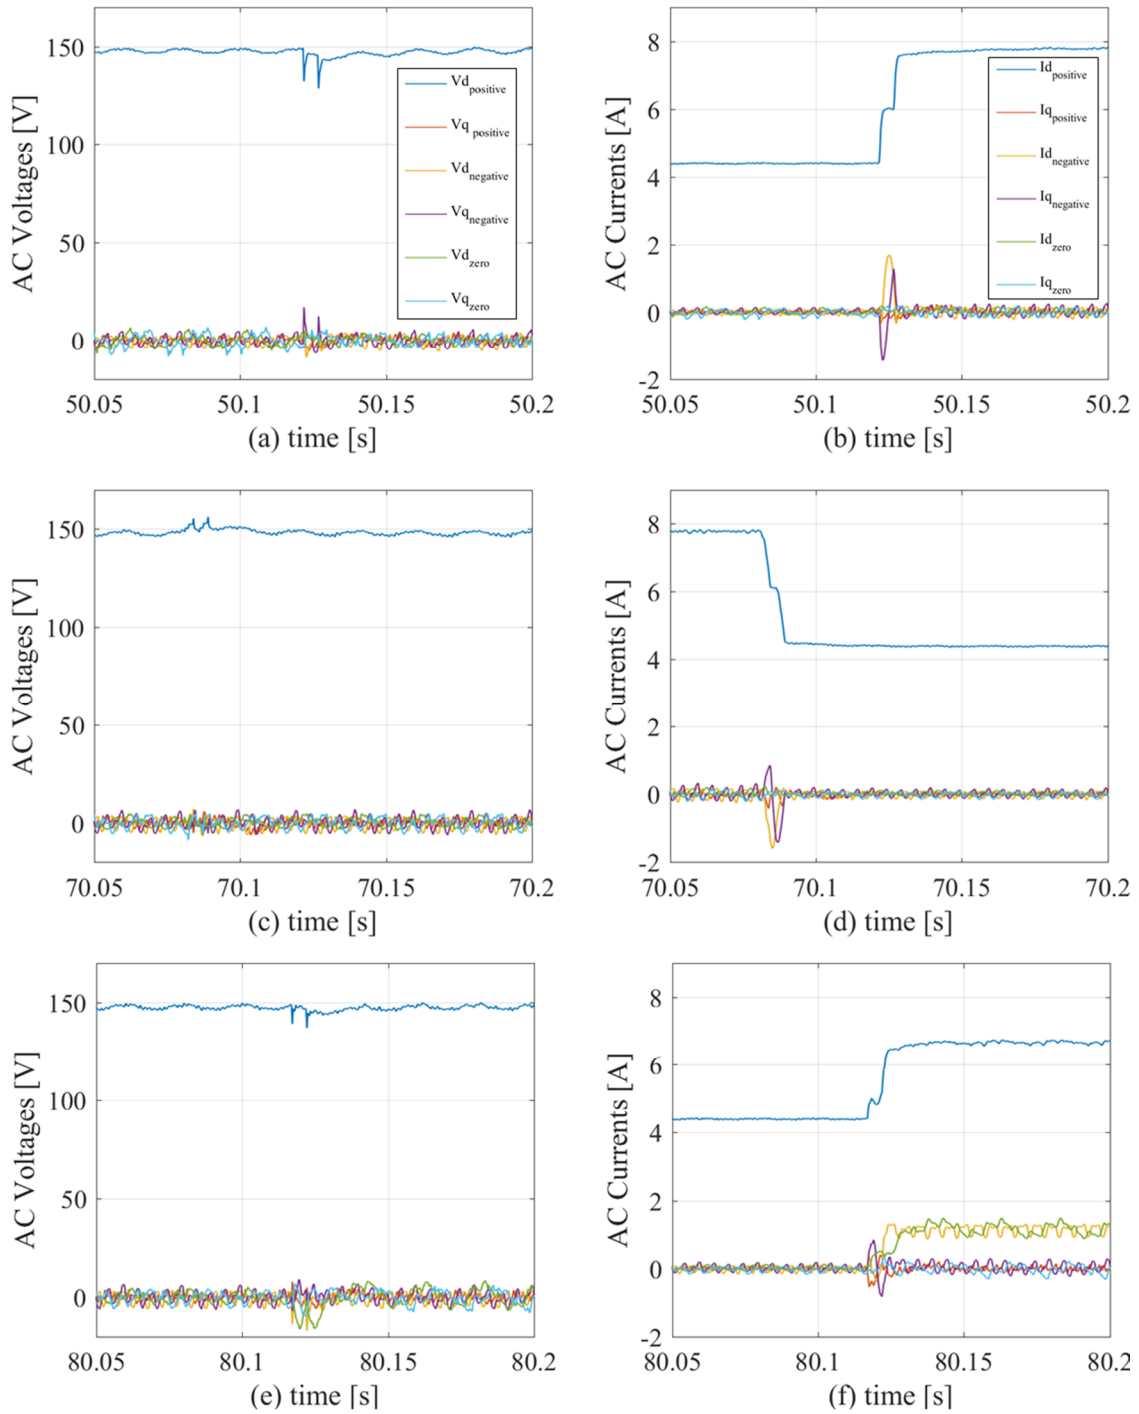 AC Voltages [V]
150
100
50
0
Vd positive
Vq positive
Vd negative
Vq negative
Vd zero
Vq zero
50.05 50.1 50.15 50.2
(a) time [s]
AC Currents [A]
8
6
4
2
0
-2
Id positive
Iq positive
Id negative
Iq negative
Id zero
Iq zero
50.05 50.1 50.15 50.2
(b) time [s]
AC Voltages [V]
150
100
50
0
70.05 70.1 70.15 70.2
(c) time [s]
AC Currents [A]
8
6
4
2
0
-2
70.05 70.1 70.15 70.2
(d) time [s]
AC Voltages [V]
150
100
50
0
80.05 80.1 80.15 80.2
(e) time [s]
AC Currents [A]
8
6
4
2
0
-2
80.05 80.1 80.15 80.2
(f) time [s]